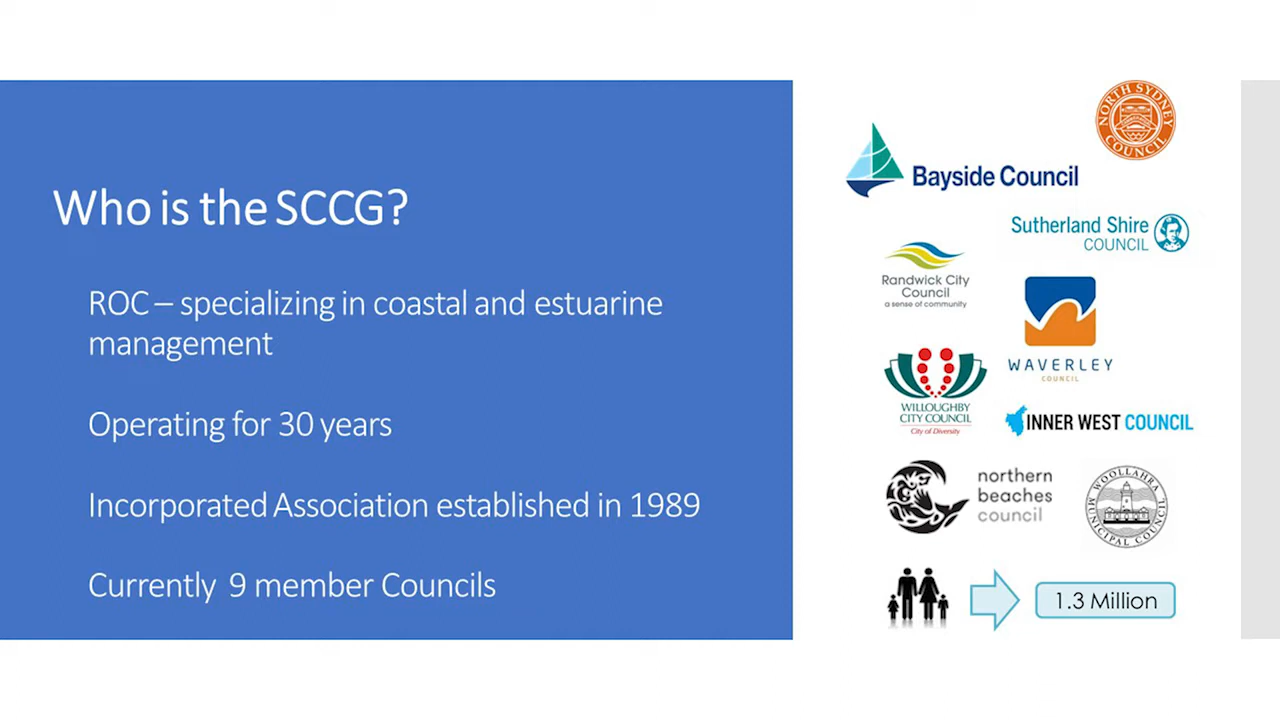 Who is the SCCG?
ROC – specializing in coastal and estuarine
management
Operating for 30 years
Incorporated Association established in 1989
Currently 9 member Councils
NORTH SYDNEY
COUNCIL
Bayside Council
Sutherland Shire
COUNCIL
Randwick City
Council
a sense of community
WAVERLEY
COUNCIL
WILLOUGHBY
CITY COUNCIL
City of Diversity
INNER WEST COUNCIL
northern
beaches
council
WOOLLAHRA
MUNICIPAL COUNCIL
1.3 Million